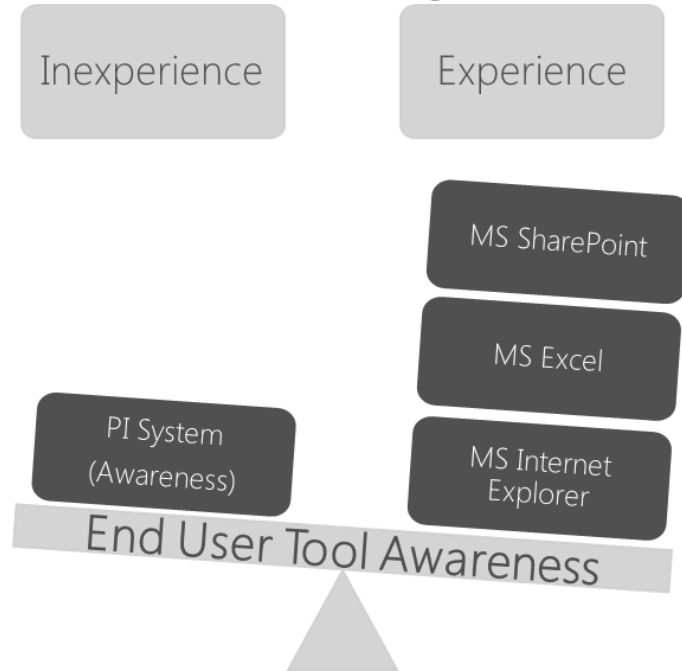 Inexperience
Experience
MS SharePoint
MS Excel
PI System
(Awareness)
MS Internet
Explorer
End User Tool Awareness